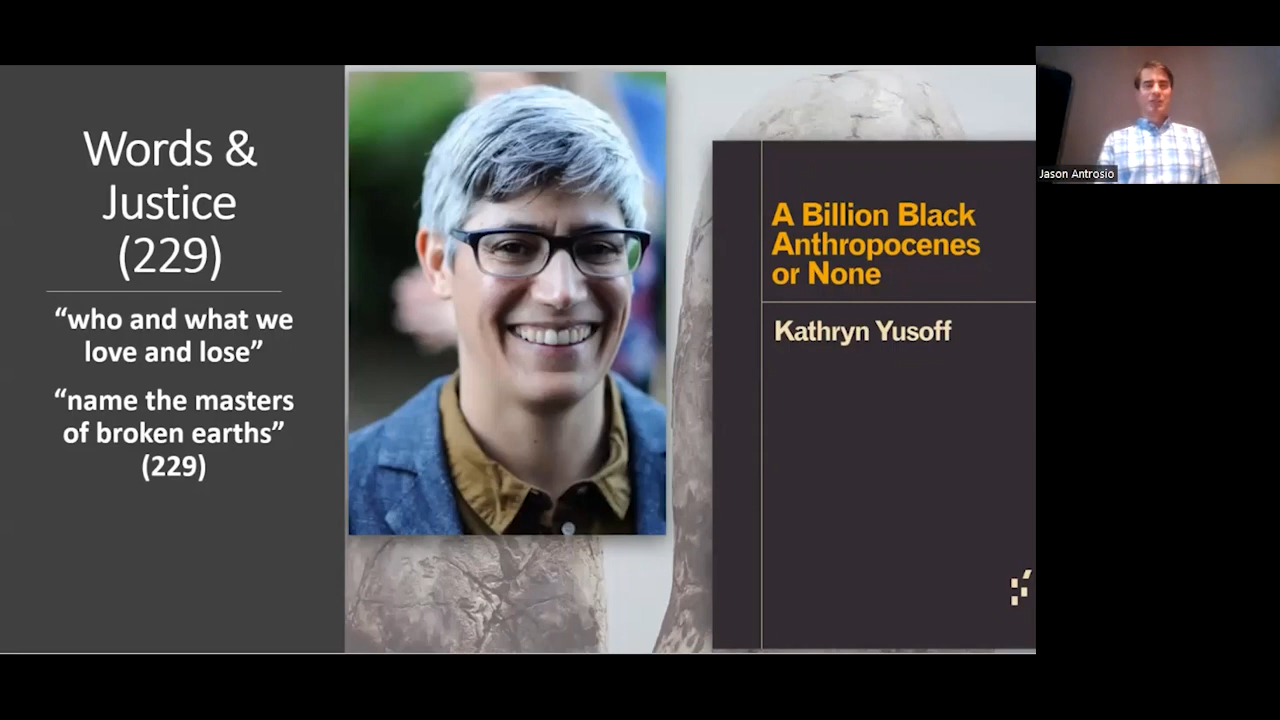 Words &
Justice
(229)
“who and what we
love and lose”
“name the masters
of broken earths”
(229)
A Billion Black
Anthropocenes
or None
Kathryn Yusoff
Jason Antrosio